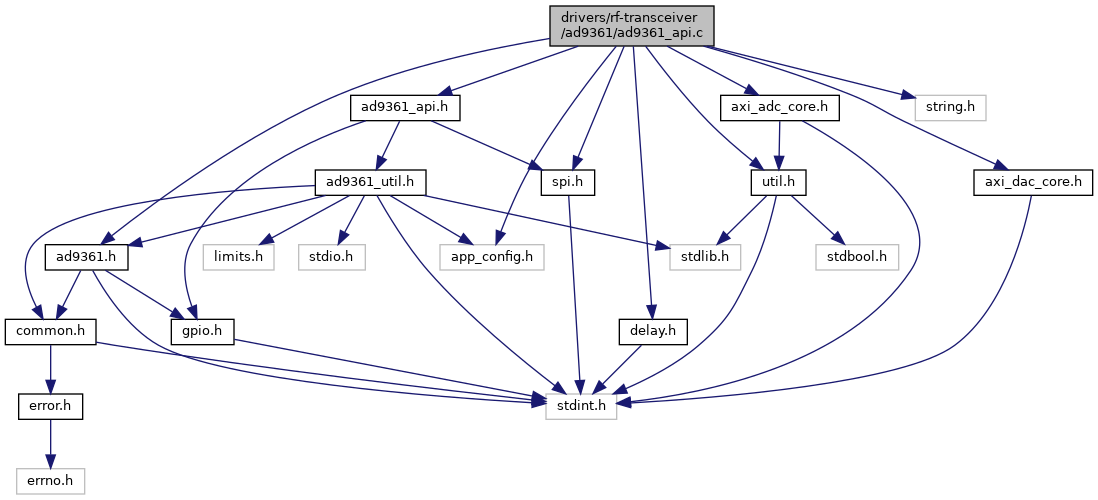 drivers/rf-transceiver
/ad9361/ad9361_api.c
ad9361_api.h
axi_adc_core.h
string.h
ad9361_util.h
spi.h
util.h
axi_dac_core.h
ad9361.h
limits.h
stdio.h
app_config.h
stdlib.h
stdbool.h
common.h
gpio.h
delay.h
error.h
stdint.h
errno.h